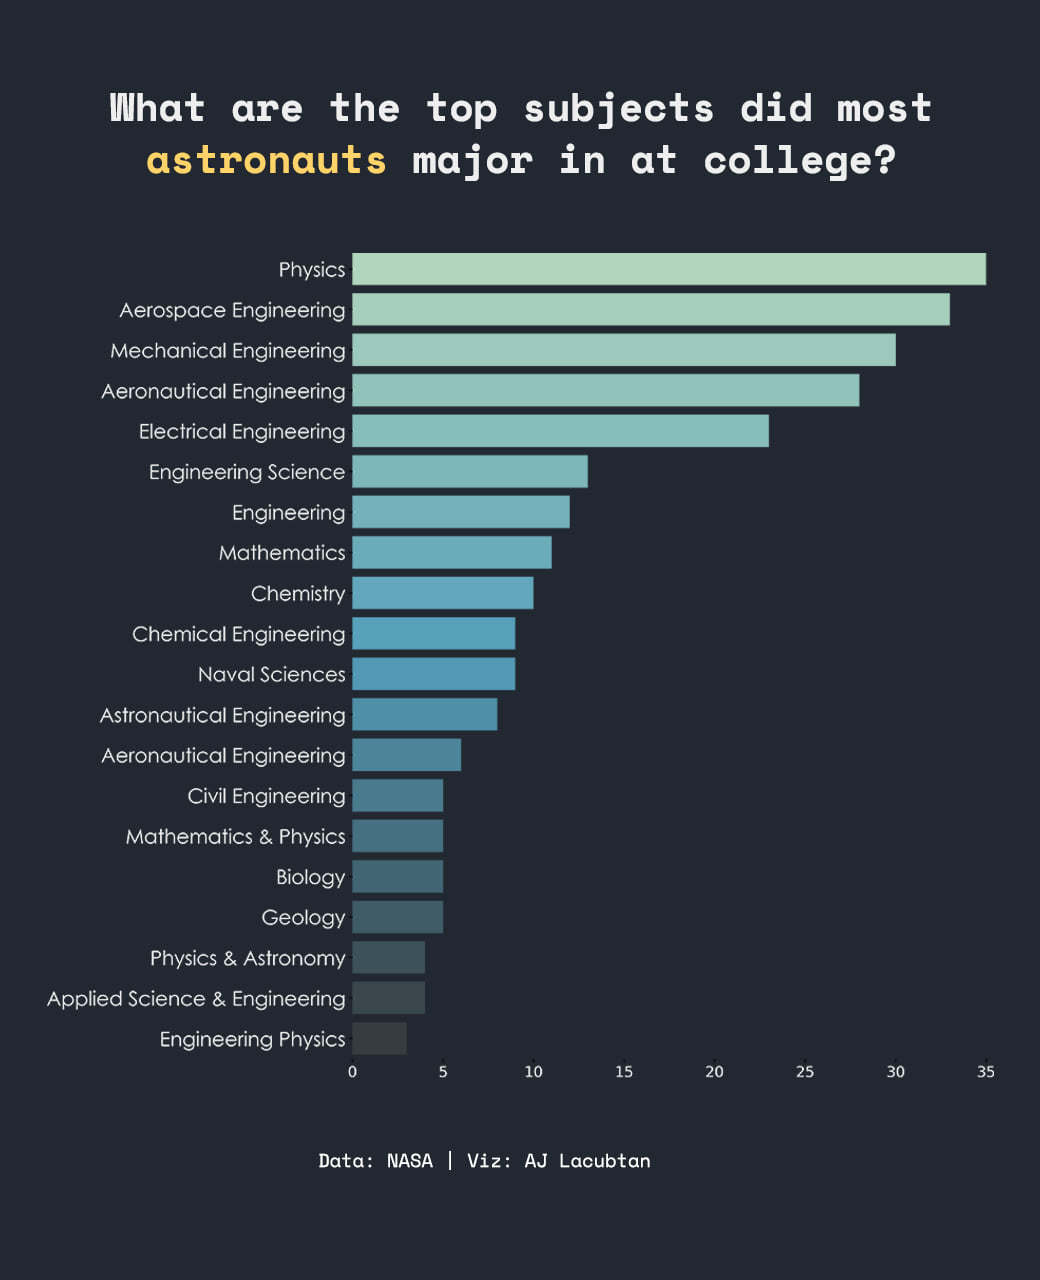 What are the top subjects did most
astronauts major in at college?
Physics
Aerospace Engineering
Mechanical Engineering
Aeronautical Engineering
Electrical Engineering
Engineering Science
Engineering
Mathematics
Chemistry
Chemical Engineering
Naval Sciences
Astronautical Engineering
Aeronautical Engineering
Civil Engineering
Mathematics & Physics
Biology
Geology
Physics & Astronomy
Applied Science & Engineering
Engineering Physics
0 5 10 15 20 25 30 35
Data: NASA | Viz: AJ Lacubtan